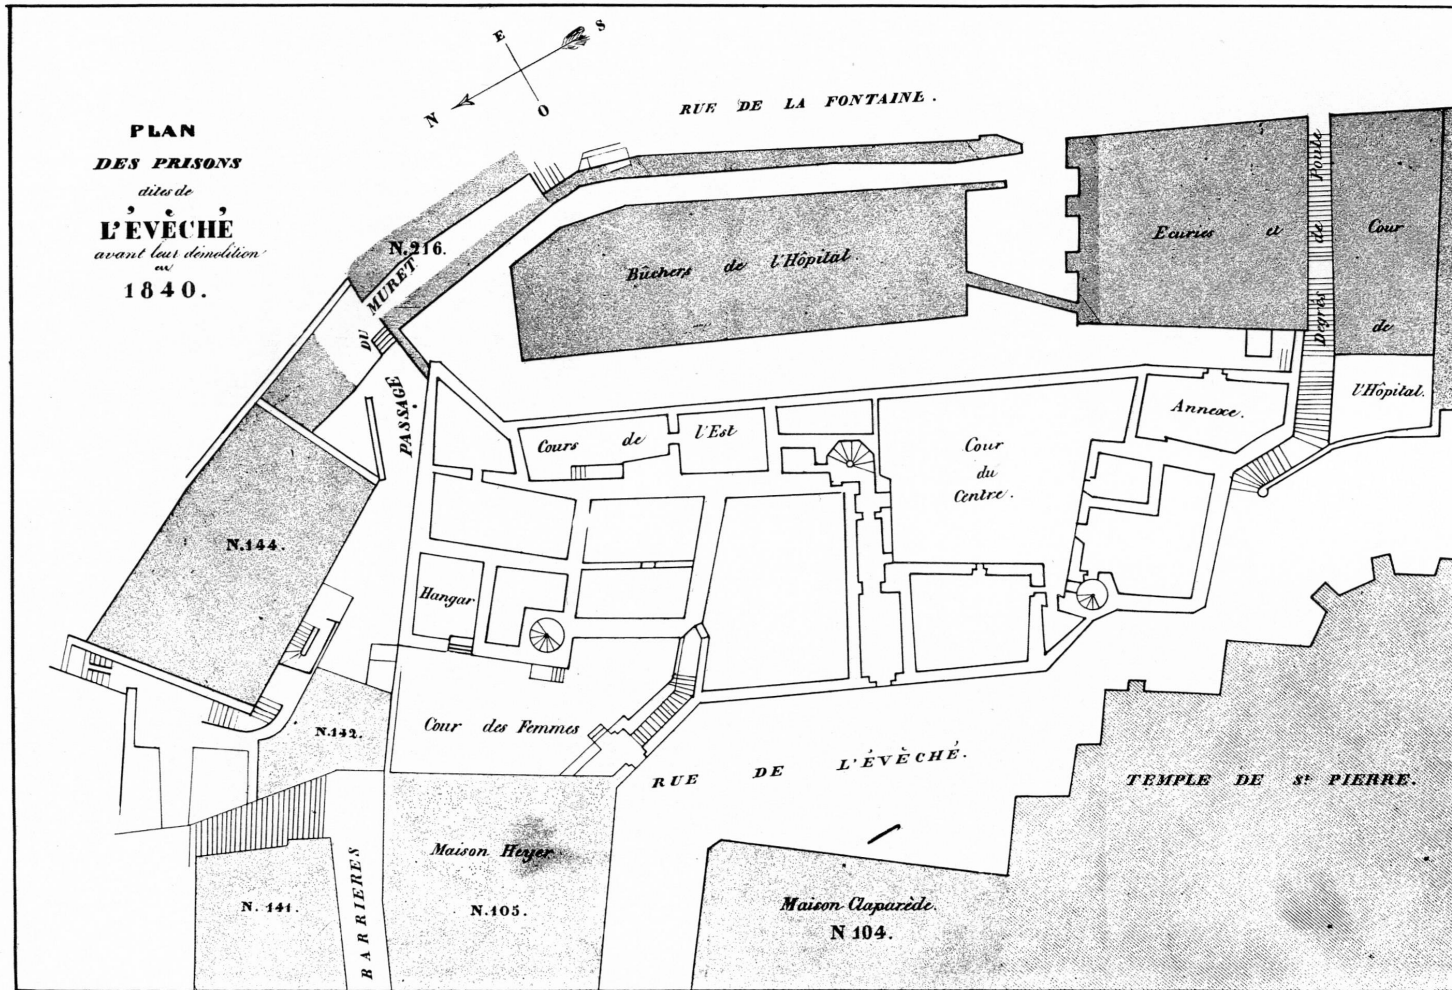 PLAN
DES PRISONS
dites de
L'ÉVÈCHÉ
avant leur démolition
en
1840.
E
S
N
O
RUE DE LA FONTAINE.
N.216.
PASSAGE DU MURET
Bûchers de l'Hôpital.
Ecuries et
Cour
de
l'Hôpital.
Degrés de Poule
Annexe.
Cours de l'Est
Cour
du
Centre.
N.144.
Hangar
N.142.
Cour des Femmes
RUE DE L'ÉVÈCHÉ.
TEMPLE DE St PIERRE.
N. 141.
BARRIERES
Maison Heyer
N.105.
Maison Claparède.
N 104.